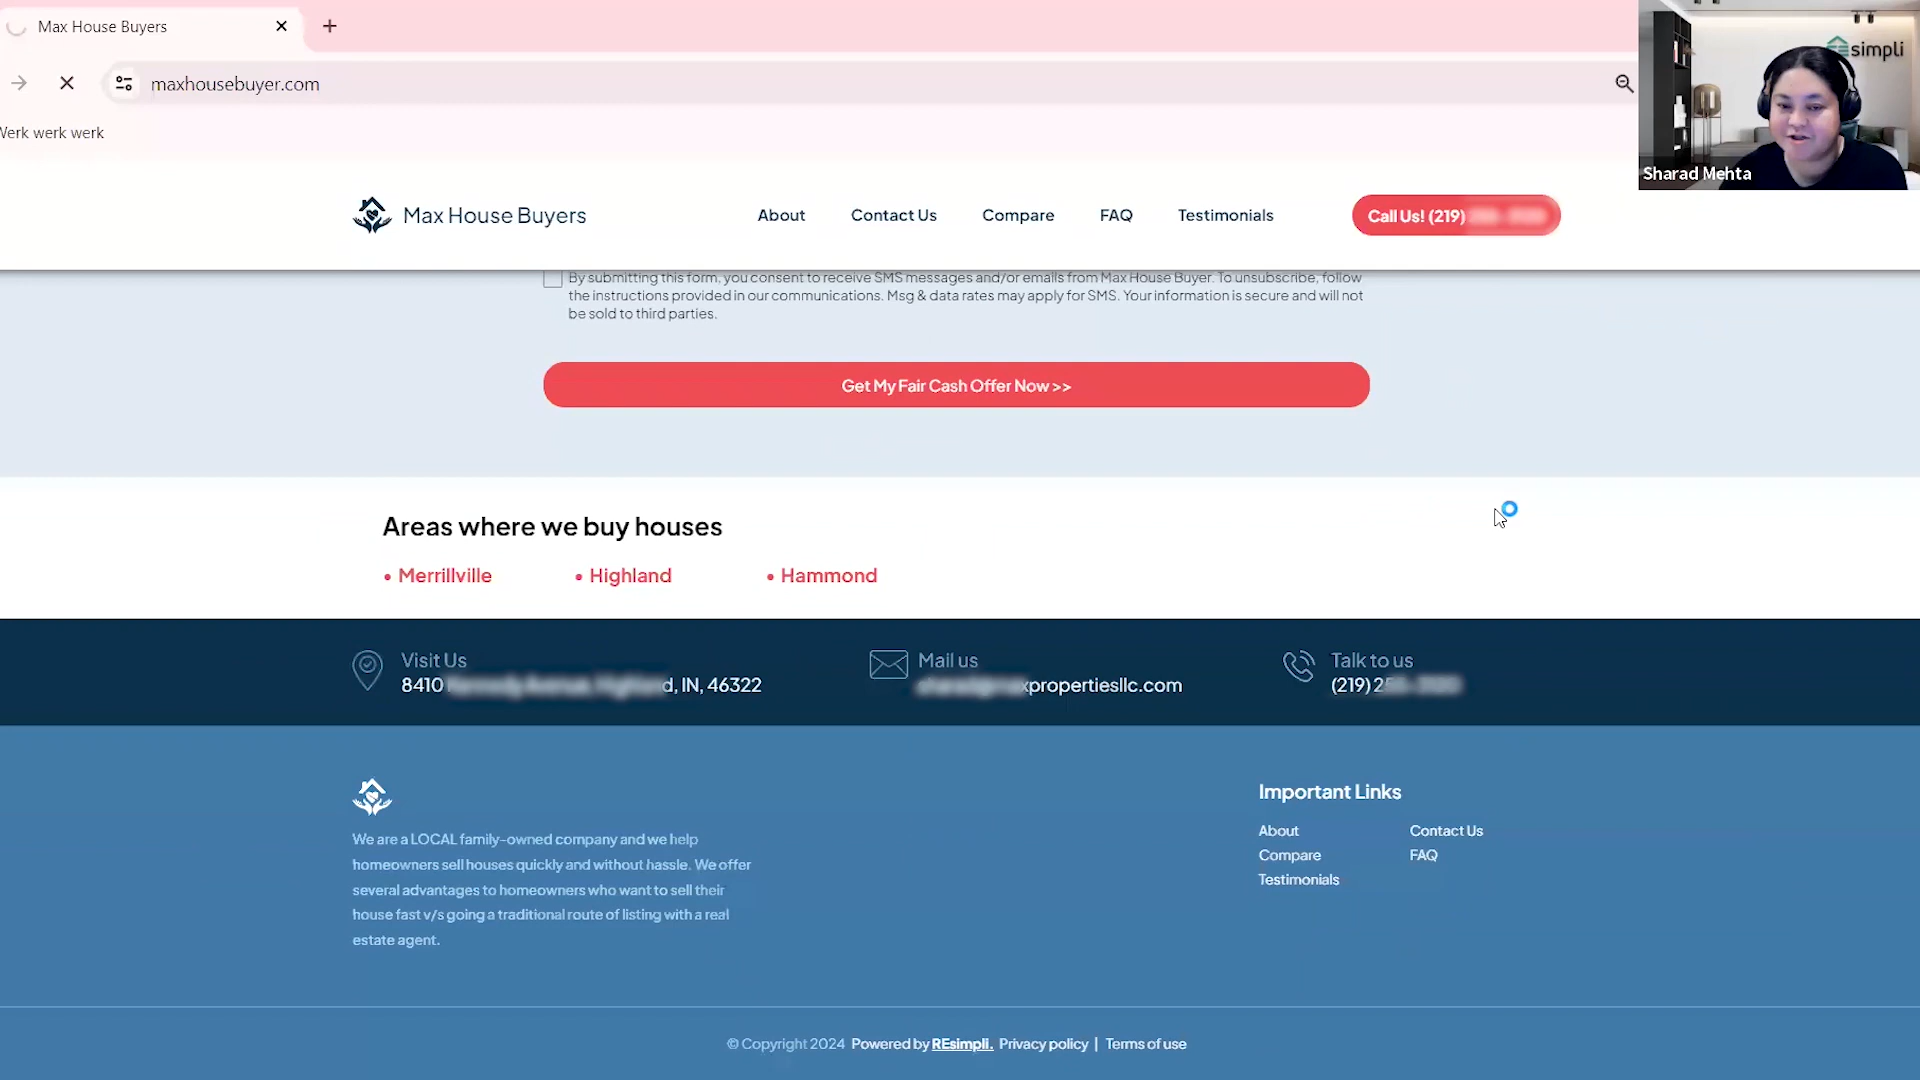 Max House Buyers
maxhousebuyer.com
Werk werk werk
simpli
Sharad Mehta
Max House Buyers
About
Contact Us
Compare
FAQ
Testimonials
Call Us! (219)
By submitting this form, you consent to receive SMS messages and/or emails from Max House Buyer. To unsubscribe, follow
the instructions provided in our communications. Msg & data rates may apply for SMS. Your information is secure and will not
be sold to third parties.
Get My Fair Cash Offer Now >>
Areas where we buy houses
• Merrillville
• Highland
• Hammond
Visit Us
8410 d, IN, 46322
Mail us
xpropertiesllc.com
Talk to us
(219) 2
We are a LOCAL family-owned company and we help
homeowners sell houses quickly and without hassle. We offer
several advantages to homeowners who want to sell their
house fast v/s going a traditional route of listing with a real
estate agent.
Important Links
About
Contact Us
Compare
FAQ
Testimonials
© Copyright 2024 Powered by REsimpli. Privacy policy | Terms of use